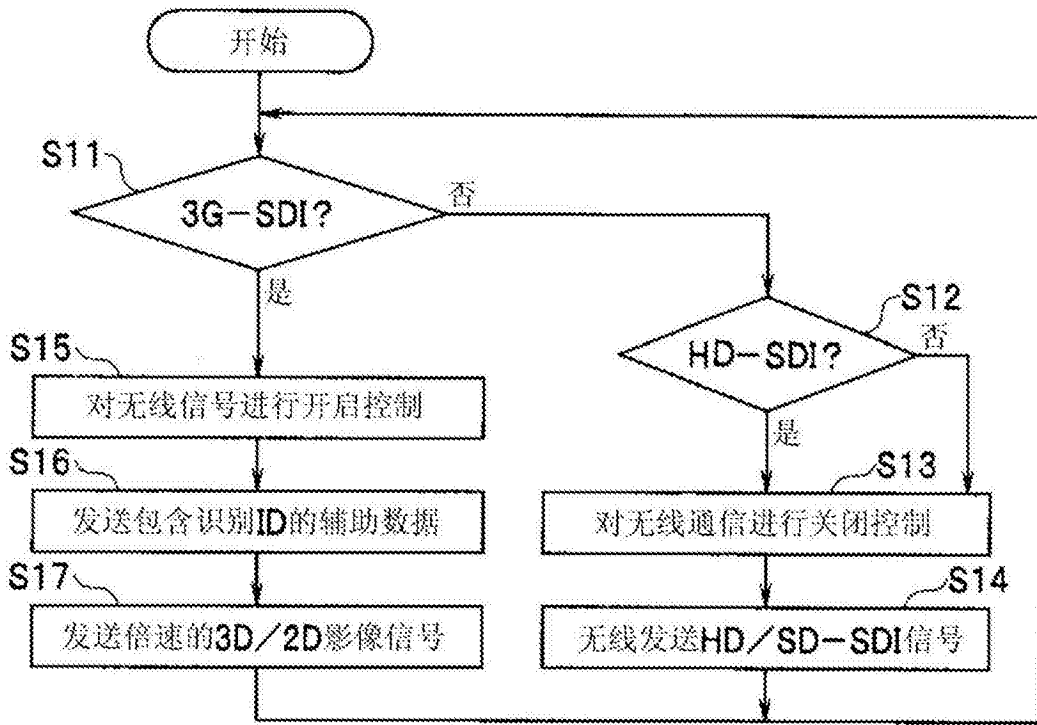 开始
S11
3G-SDI?
否
是
S12
HD-SDI?
否
是
S15
对无线信号进行开启控制
S16
发送包含识别ID的辅助数据
S13
对无线通信进行关闭控制
S17
发送倍速的3D/2D影像信号
S14
无线发送HD/SD-SDI信号